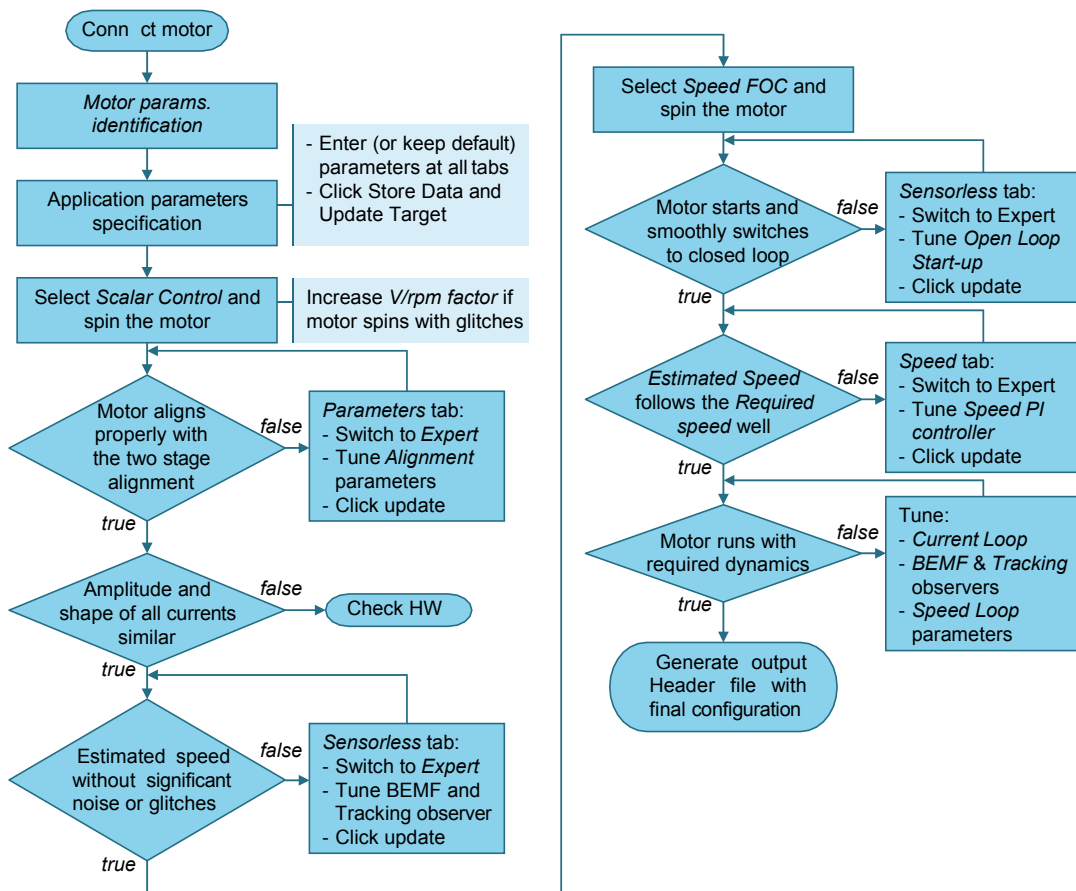 Conn ct motor
Motor params.
identification
- Enter (or keep default)
parameters at all tabs
- Click Store Data and
Update Target
Application parameters
specification
Select Scalar Control and
spin the motor
Increase V/rpm factor if
motor spins with glitches
Motor aligns
properly with
the two stage
alignment
false
Parameters tab:
- Switch to Expert
- Tune Alignment
parameters
- Click update
true
Amplitude and
shape of all currents
similar
false
Check HW
true
Estimated speed
without significant
noise or glitches
false
Sensorless tab:
- Switch to Expert
- Tune BEMF and
Tracking observer
- Click update
true
Select Speed FOC and
spin the motor
Motor starts and
smoothly switches
to closed loop
false
Sensorless tab:
- Switch to Expert
- Tune Open Loop
Start-up
- Click update
true
Estimated Speed
follows the Required
speed well
false
Speed tab:
- Switch to Expert
- Tune Speed PI
controller
- Click update
true
Motor runs with
required dynamics
false
Tune:
- Current Loop
- BEMF & Tracking
observers
- Speed Loop
parameters
true
Generate output
Header file with
final configuration